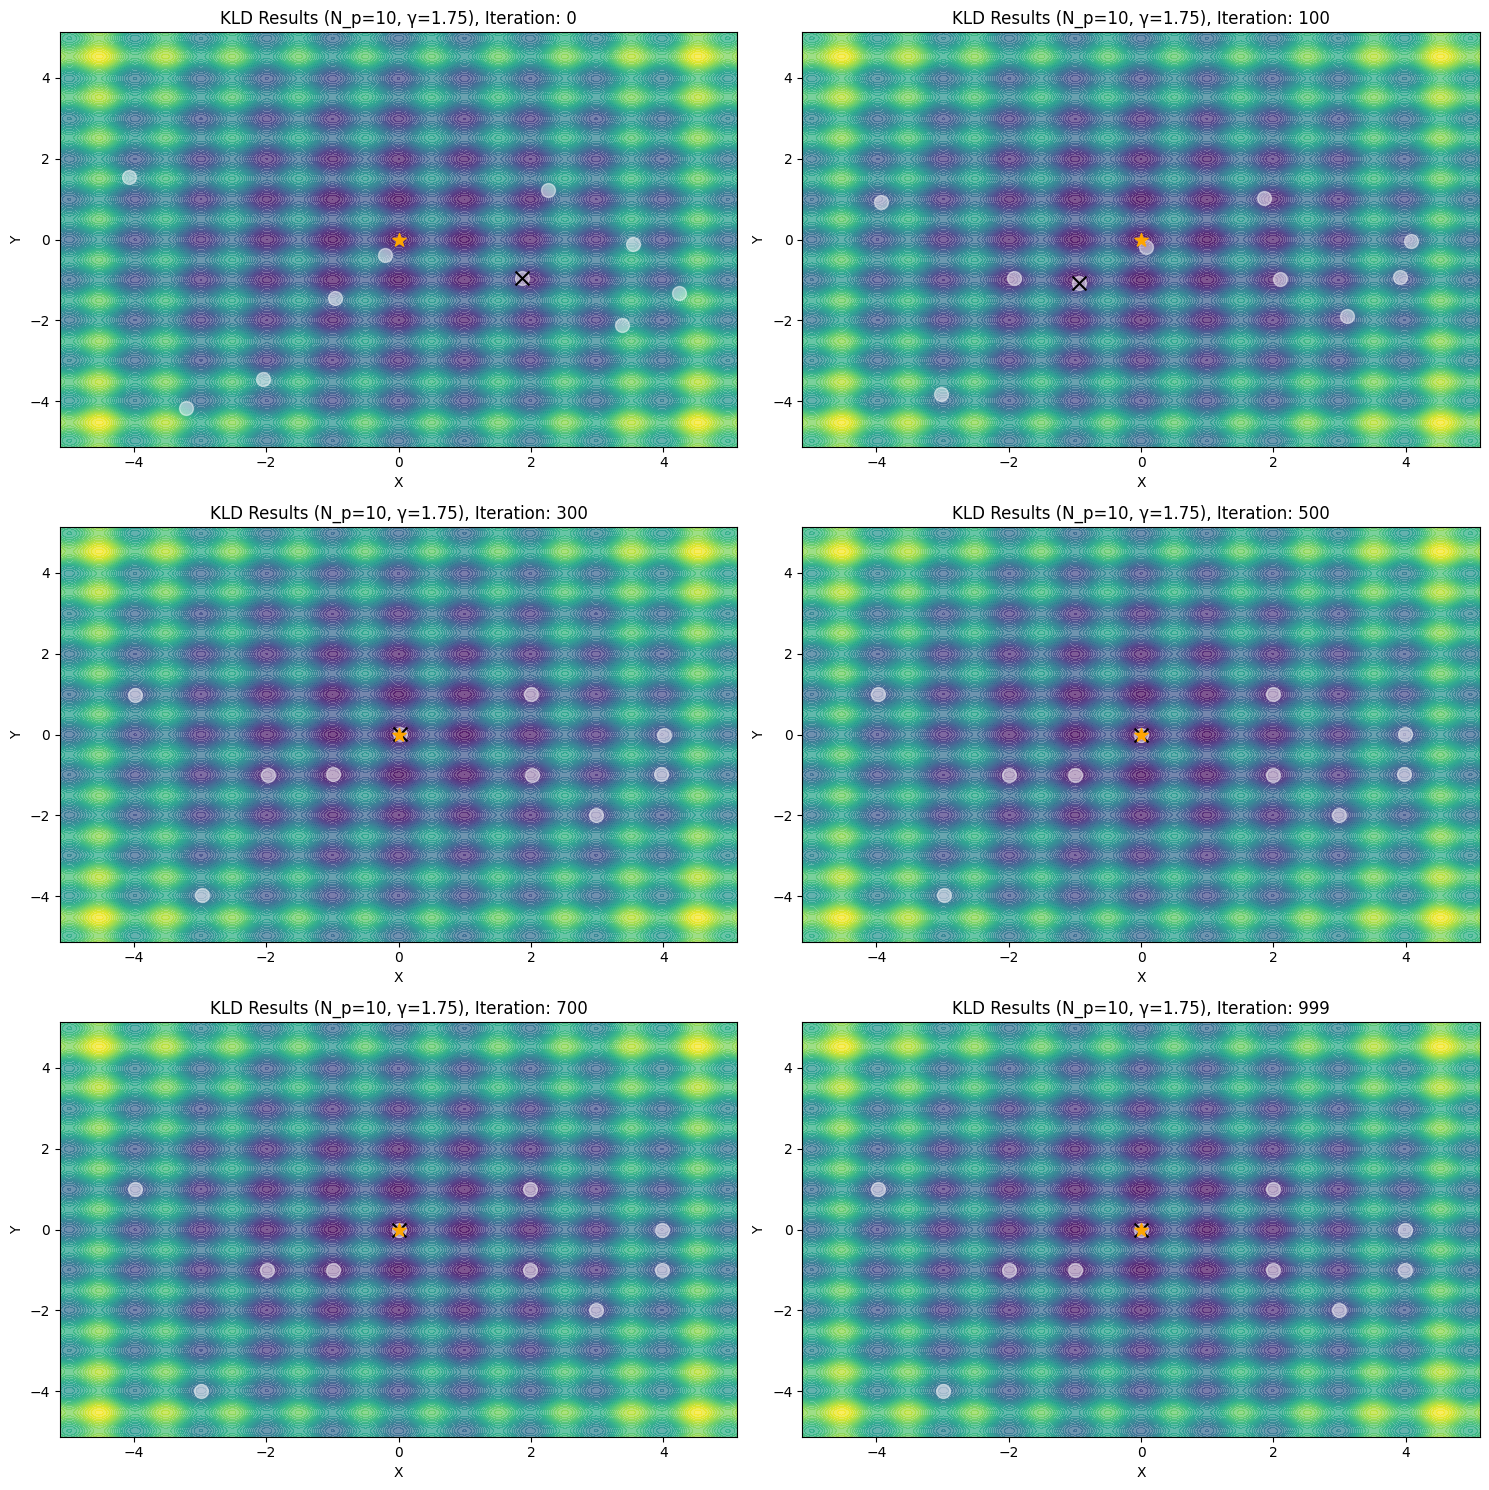 KLD Results (N_p=10, γ=1.75), Iteration: 0
4
2
0
−2
−4
Y
−4 −2 0 2 4
X
KLD Results (N_p=10, γ=1.75), Iteration: 100
4
2
0
−2
−4
Y
−4 −2 0 2 4
X
KLD Results (N_p=10, γ=1.75), Iteration: 300
4
2
0
−2
−4
Y
−4 −2 0 2 4
X
KLD Results (N_p=10, γ=1.75), Iteration: 500
4
2
0
−2
−4
Y
−4 −2 0 2 4
X
KLD Results (N_p=10, γ=1.75), Iteration: 700
4
2
0
−2
−4
Y
−4 −2 0 2 4
X
KLD Results (N_p=10, γ=1.75), Iteration: 999
4
2
0
−2
−4
Y
−4 −2 0 2 4
X